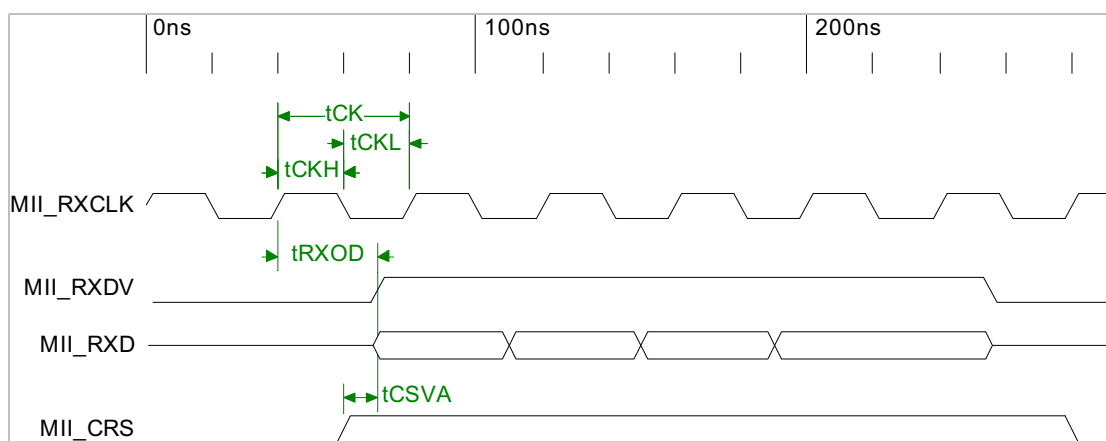 0ns 100ns 200ns
tCK
tCKL
tCKH
MII_RXCLK
tRXOD
MII_RXDV
MII_RXD
tCSVA
MII_CRS